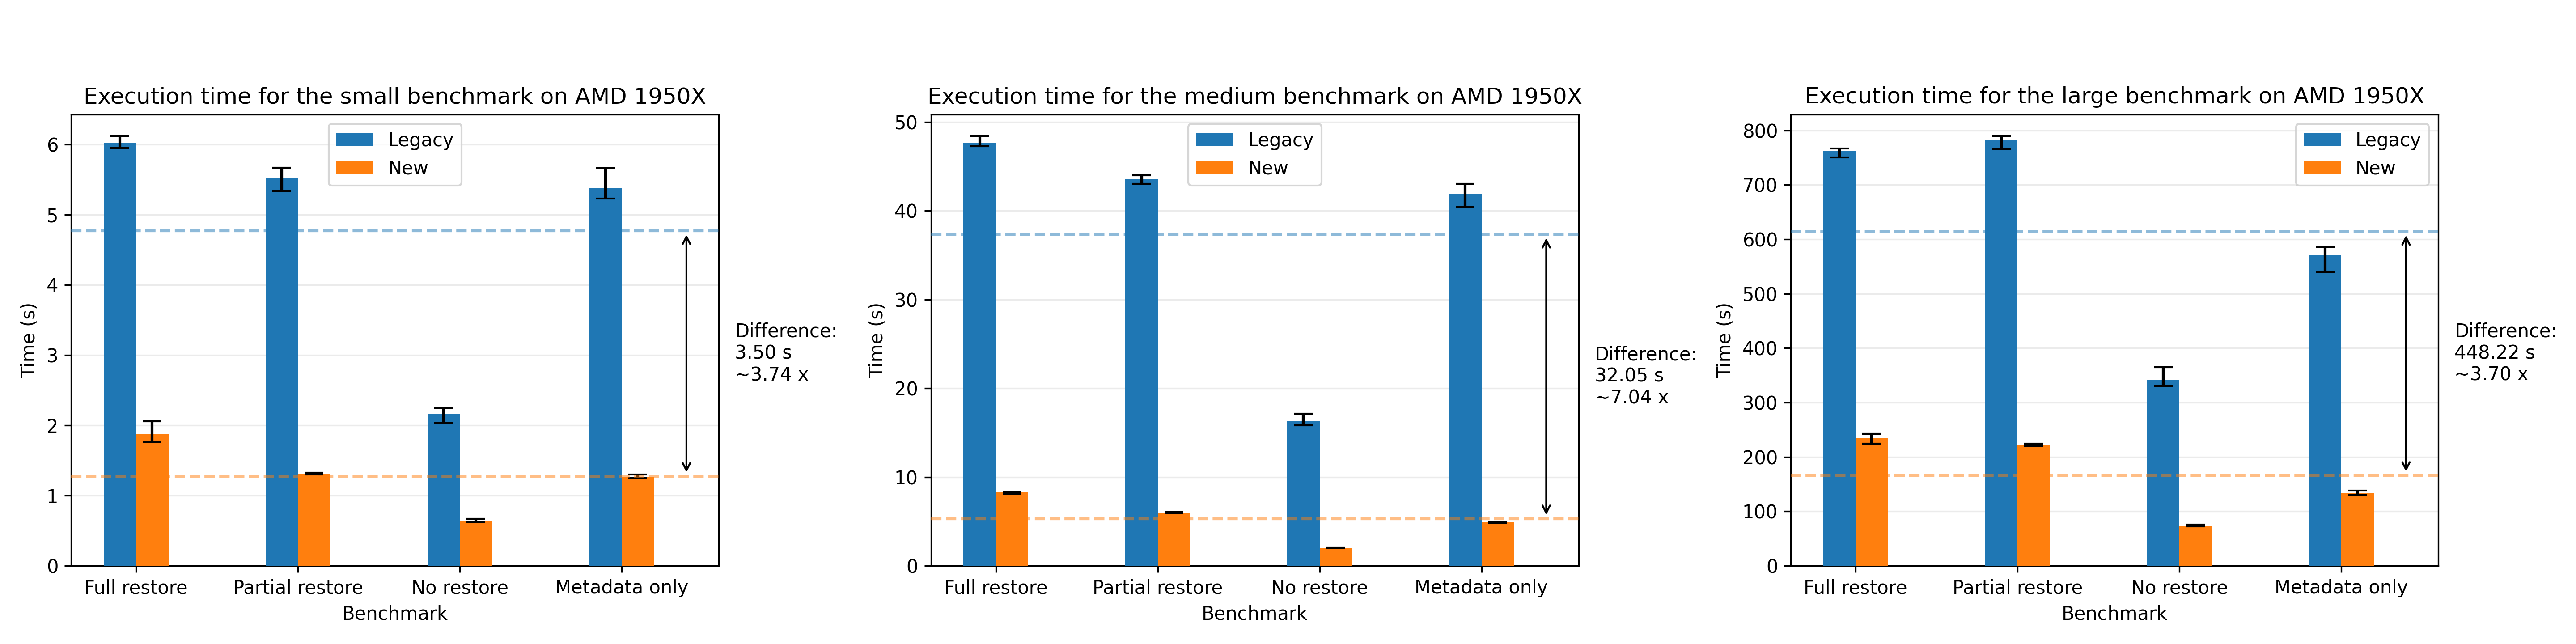 Execution time for the small benchmark on AMD 1950X
Time (s)
6
5
4
3
2
1
0
Legacy
New
Full restore
Partial restore
No restore
Metadata only
Benchmark
Difference:
3.50 s
~3.74 x
Execution time for the medium benchmark on AMD 1950X
Time (s)
50
40
30
20
10
0
Legacy
New
Full restore
Partial restore
No restore
Metadata only
Benchmark
Difference:
32.05 s
~7.04 x
Execution time for the large benchmark on AMD 1950X
Time (s)
800
700
600
500
400
300
200
100
0
Legacy
New
Full restore
Partial restore
No restore
Metadata only
Benchmark
Difference:
448.22 s
~3.70 x